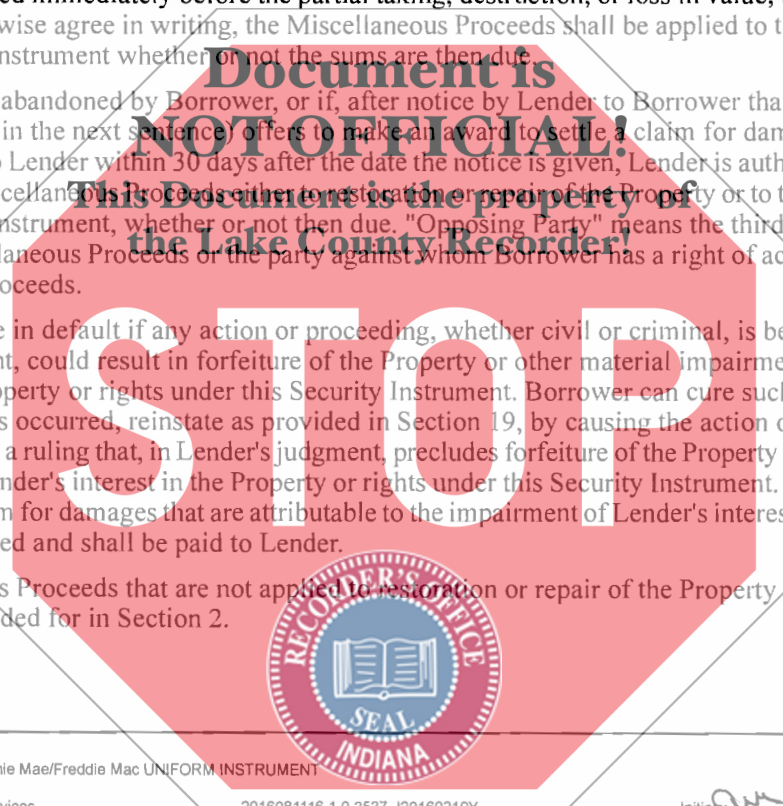 ed immediately before the partial taking, destruction, or loss in value,
wise agree in writing, the Miscellaneous Proceeds shall be applied to t
nstrument whether or not the sums are then due.
Document is
abandoned by Borrower, or if, after notice by Lender to Borrower that
NOT OFFICIAL!
in the next sentence) offers to make an award to settle a claim for dam
o Lender within 30 days after the date the notice is given, Lender is auth
This Document is the property of
cellaneous Proceeds either to restoration or repair of the Property or to t
nstrument, whether or not then due. "Opposing Party" means the third
the Lake County Recorder!
laneous Proceeds or the party against whom Borrower has a right of ac
oceeds.
STOP
e in default if any action or proceeding, whether civil or criminal, is be
nt, could result in forfeiture of the Property or other material impairme
operty or rights under this Security Instrument. Borrower can cure such
s occurred, reinstate as provided in Section 19, by causing the action o
a ruling that, in Lender's judgment, precludes forfeiture of the Property
nder's interest in the Property or rights under this Security Instrument.
m for damages that are attributable to the impairment of Lender's interes
ed and shall be paid to Lender.
s Proceeds that are not applied to restoration or repair of the Property
ded for in Section 2.
RECORDER'S OFFICE
SEAL
INDIANA
nie Mae/Freddie Mac UNIFORM INSTRUMENT